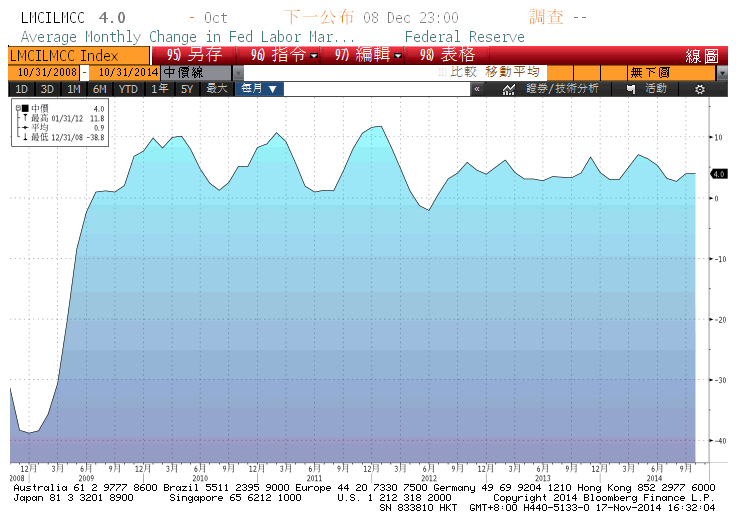 LMCILMCC 4.0 - Oct 下一公布 08 Dec 23:00 調查 --
Average Monthly Change in Fed Labor Mar... Federal Reserve
LMCILMCC Index 95) 另存 96) 指令 97) 編輯 98) 表格 線圖
10/31/2008 - 10/31/2014 中價線 比較 移動平均 無下價
1D 3D 1M 6M YTD 1年 5Y 最大 每月 ▼ « 證券/技術分析 活動
中價 4.0
最高 01/31/12 11.8
平均 0.9
最低 12/31/08 -38.8
10
4.0
0
-10
-20
-30
-40
12月 3月 6月 9月 12月 3月 6月 9月 12月 3月 6月 9月 12月 3月 6月 9月 12月 3月 6月 9月 12月 3月 6月 9月
2008 2009 2010 2011 2012 2013 2014
Australia 61 2 9777 8600 Brazil 5511 2395 9000 Europe 44 20 7330 7500 Germany 49 69 9204 1210 Hong Kong 852 2977 6000
Japan 81 3 3201 8900 Singapore 65 6212 1000 U.S. 1 212 318 2000 Copyright 2014 Bloomberg Finance L.P.
SN 833810 HKT GMT+8:00 H440-5133-0 17-Nov-2014 16:32:04